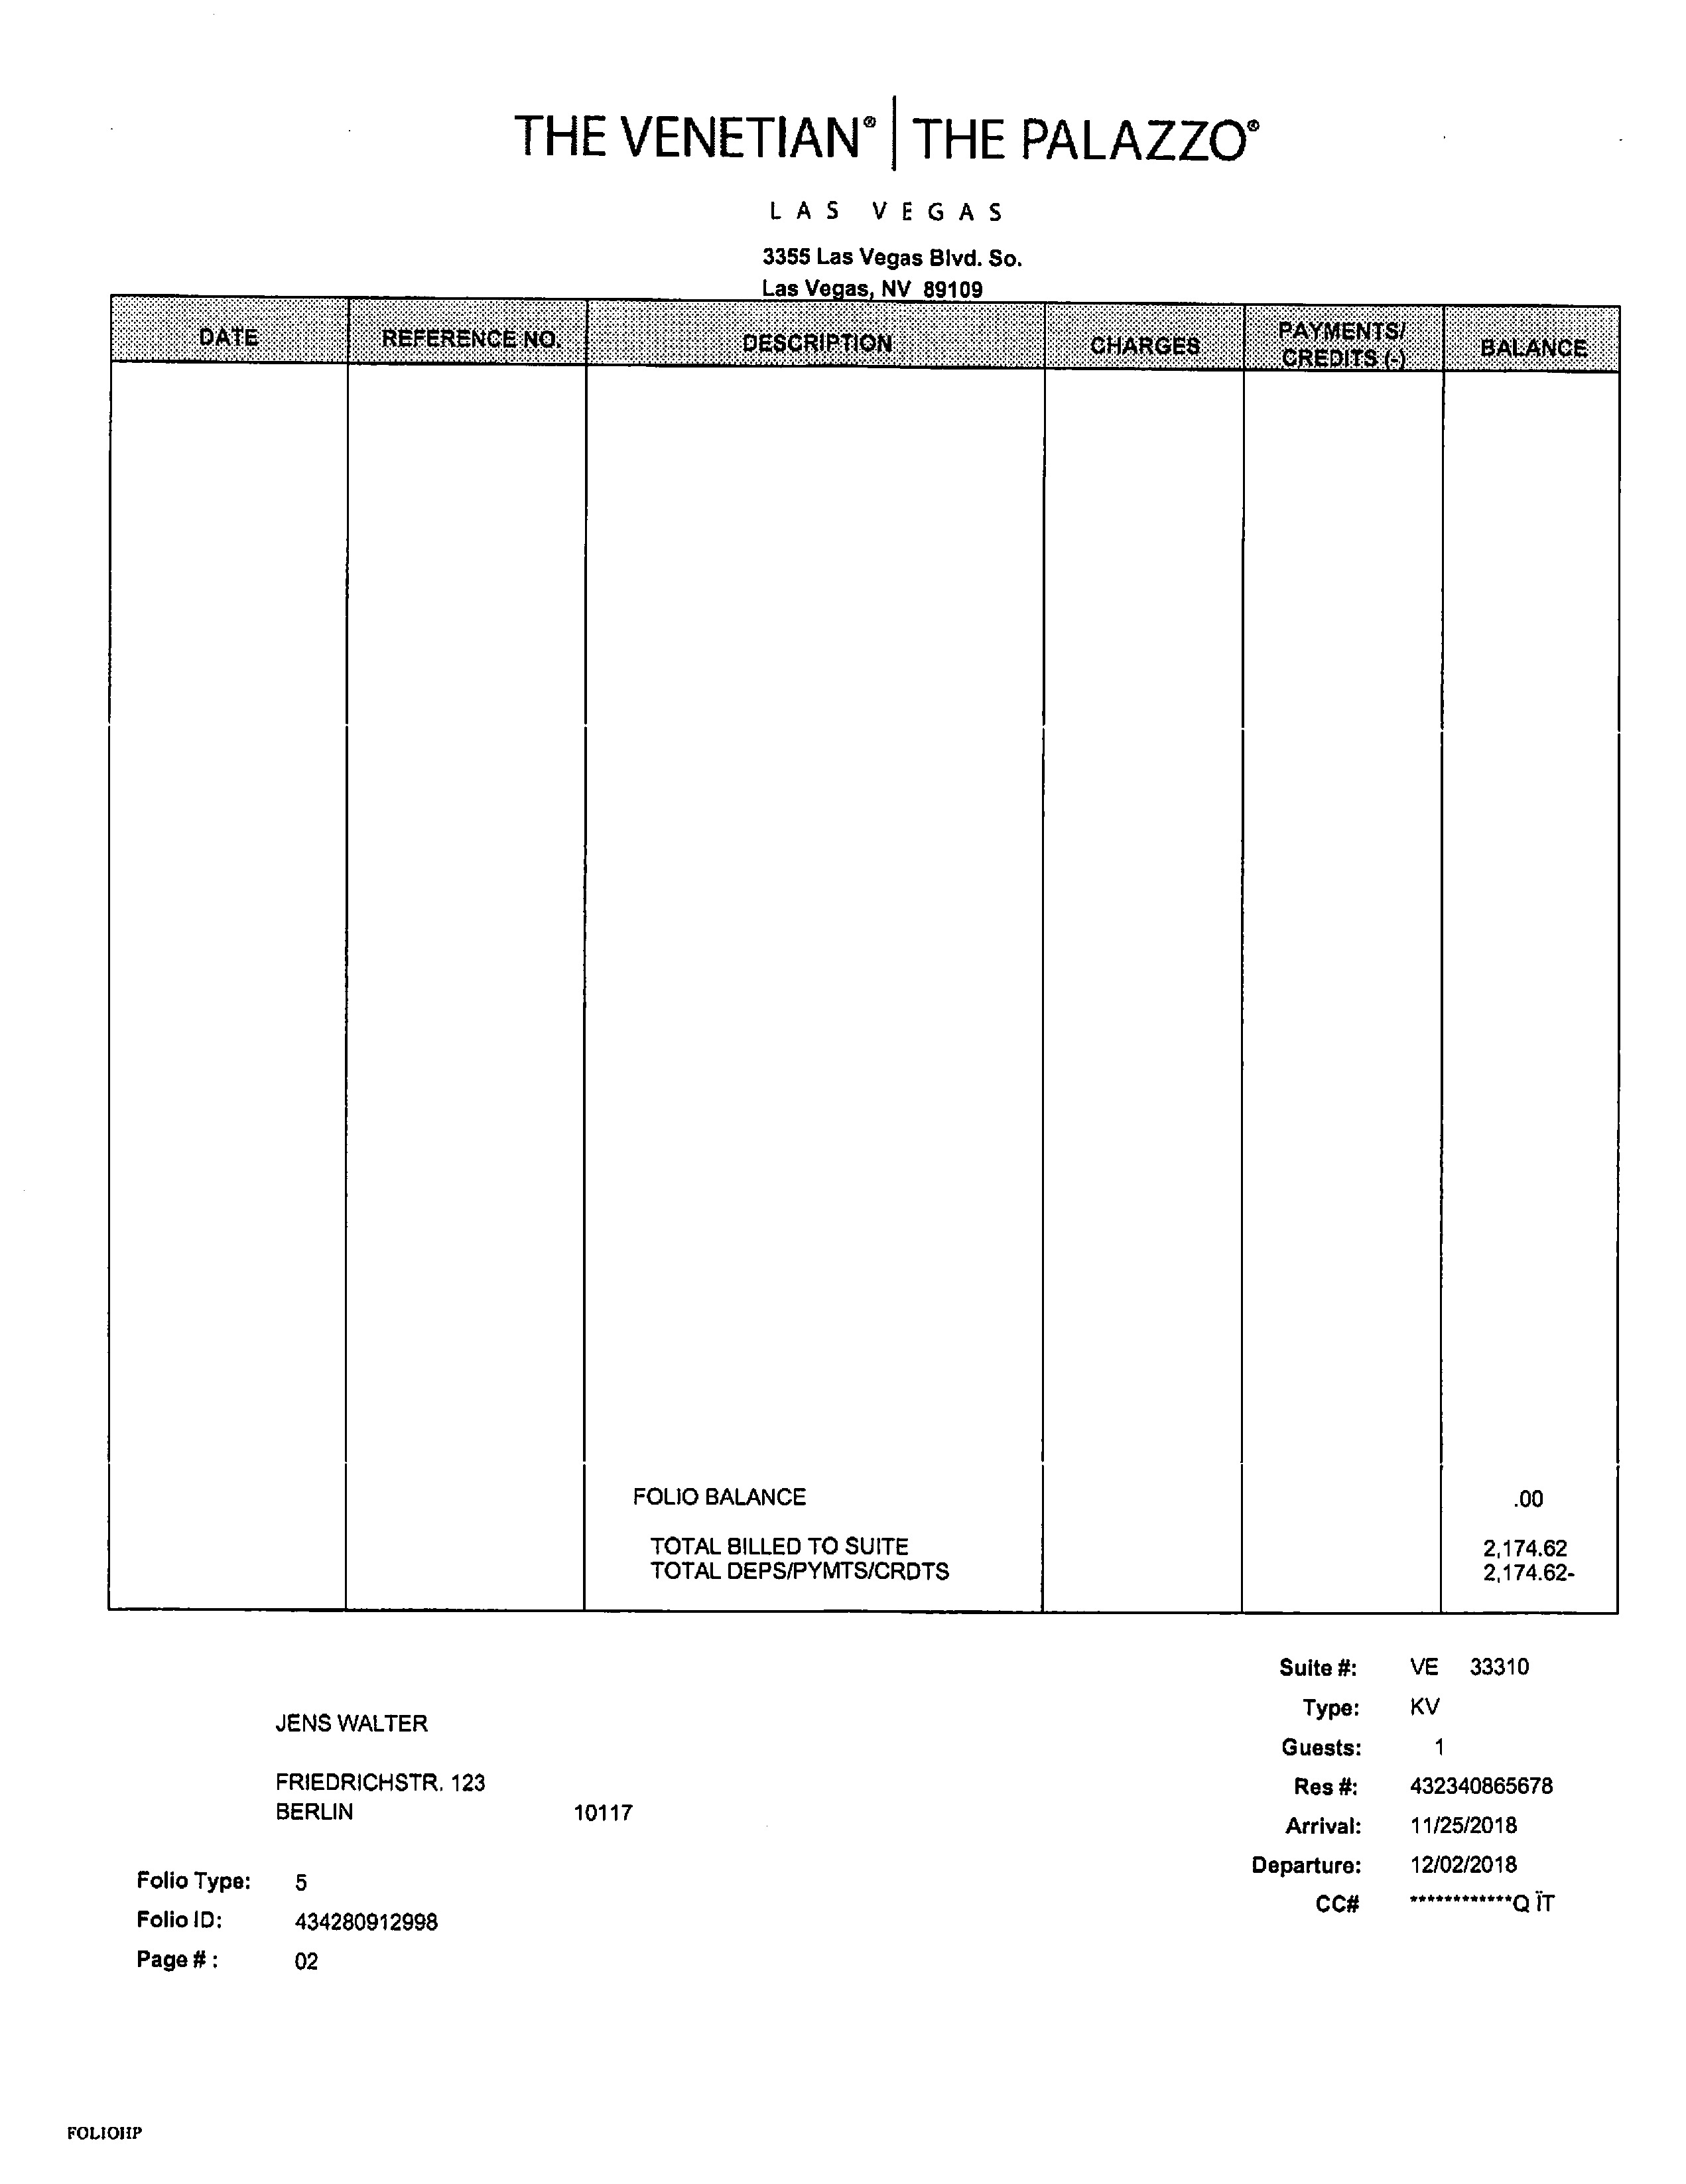 THE VENETIAN® | THE PALAZZO®
LAS VEGAS
3355 Las Vegas Blvd. So.
Las Vegas, NV 89109
DATE REFERENCE NO. DESCRIPTION CHARGES PAYMENTS/ CREDITS (-) BALANCE
FOLIO BALANCE .00
TOTAL BILLED TO SUITE 2,174.62
TOTAL DEPS/PYMTS/CRDTS 2,174.62-
Suite #: VE 33310
Type: KV
JENS WALTER
Guests: 1
FRIEDRICHSTR. 123
Res #: 432340865678
BERLIN 10117
Arrival: 11/25/2018
Departure: 12/02/2018
Folio Type: 5
CC# ************Q ÏT
Folio ID: 434280912998
Page # : 02
FOLIOHP